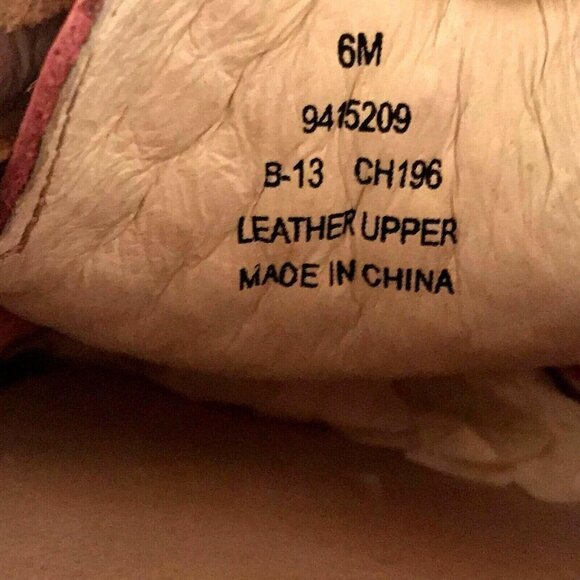 6M
9415209
B-13 CH196
LEATHER UPPER
MADE IN CHINA